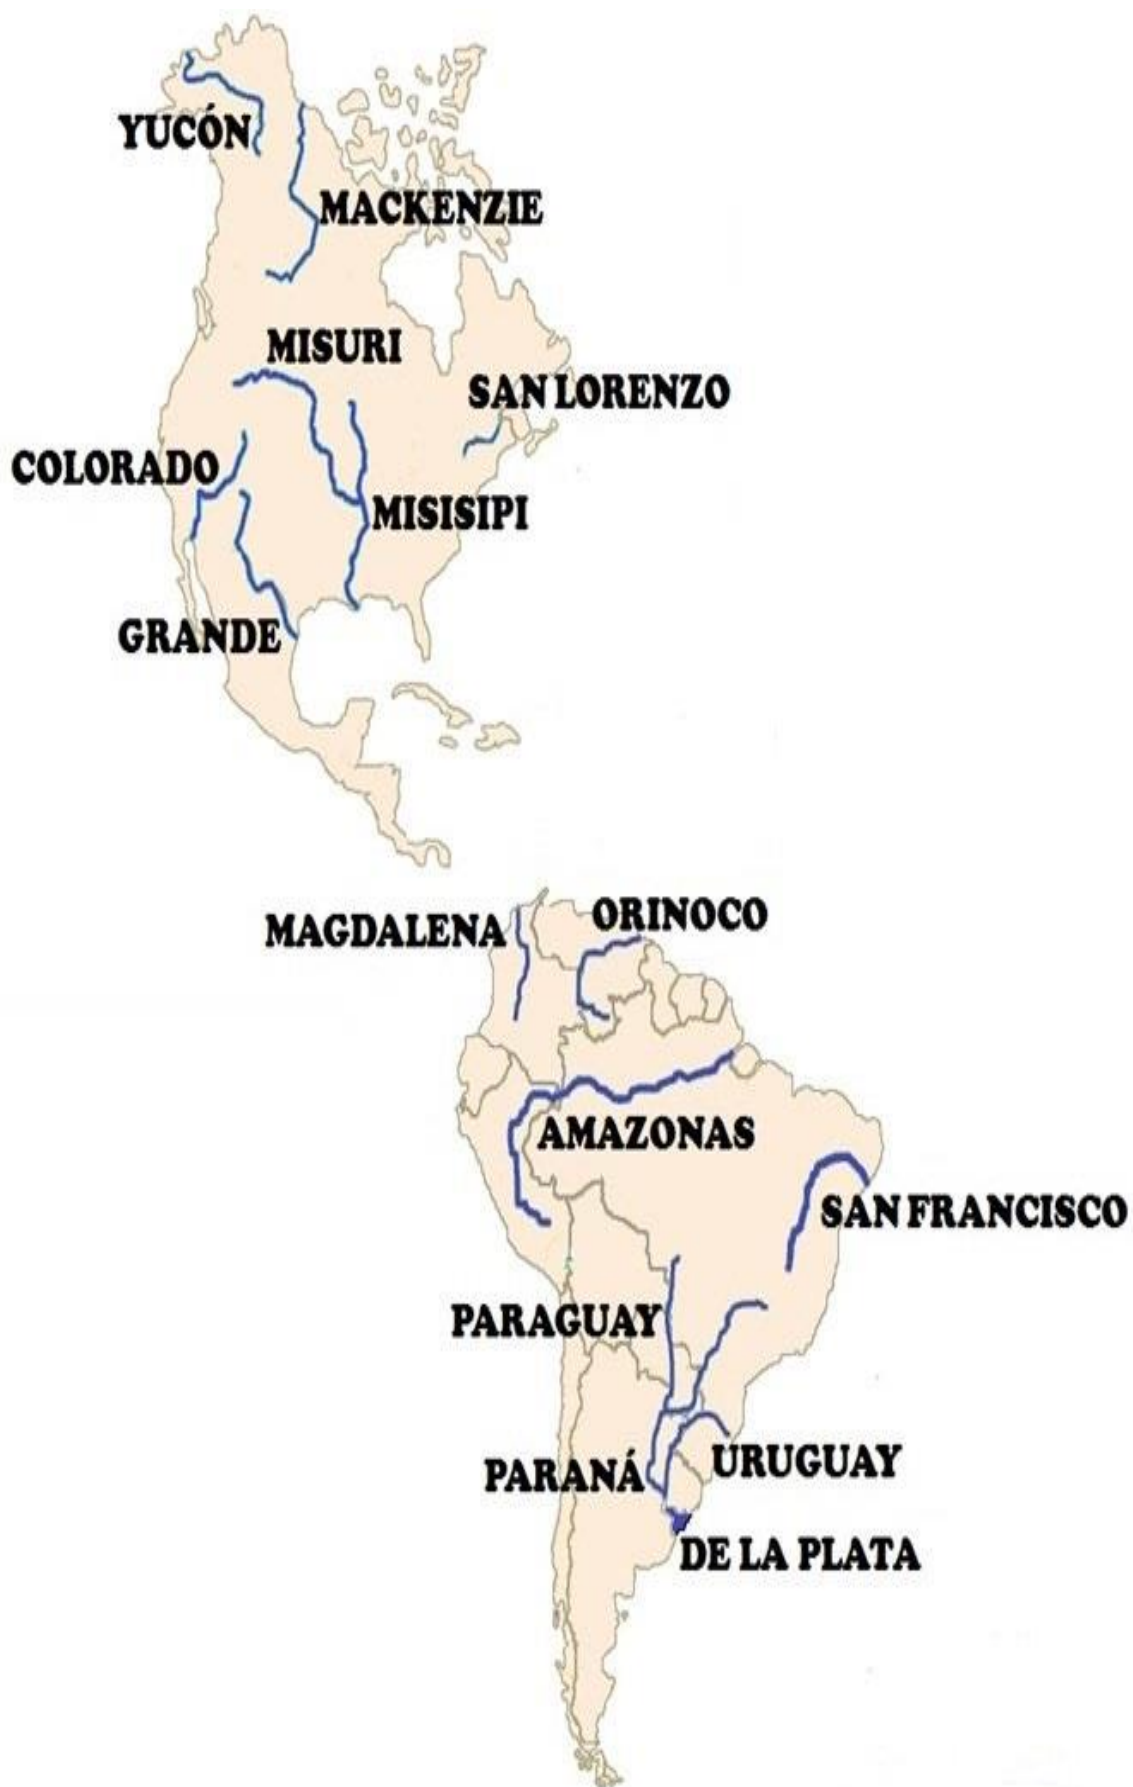 YUCÓN
MACKENZIE
MISURI
SAN LORENZO
COLORADO
MISISIPI
GRANDE
MAGDALENA
ORINOCO
AMAZONAS
SAN FRANCISCO
PARAGUAY
PARANÁ
URUGUAY
DE LA PLATA